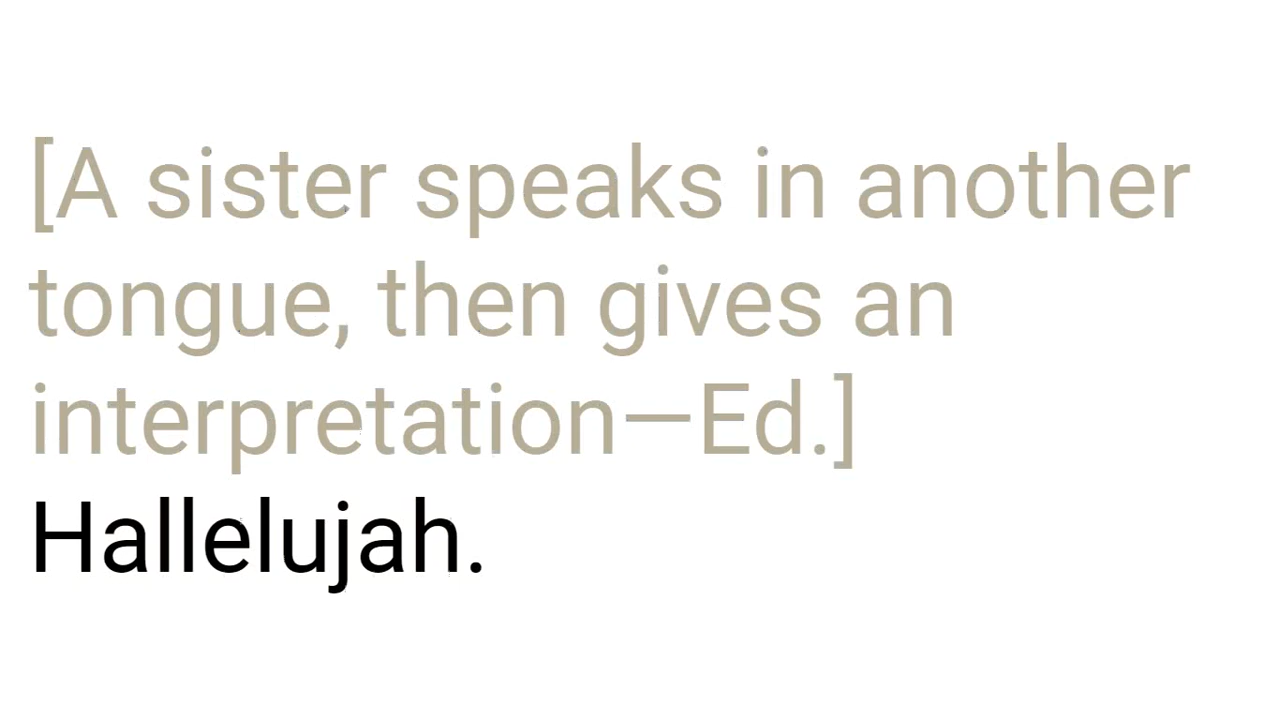 [A sister speaks in another
tongue, then gives an
interpretation—Ed.]
Hallelujah.